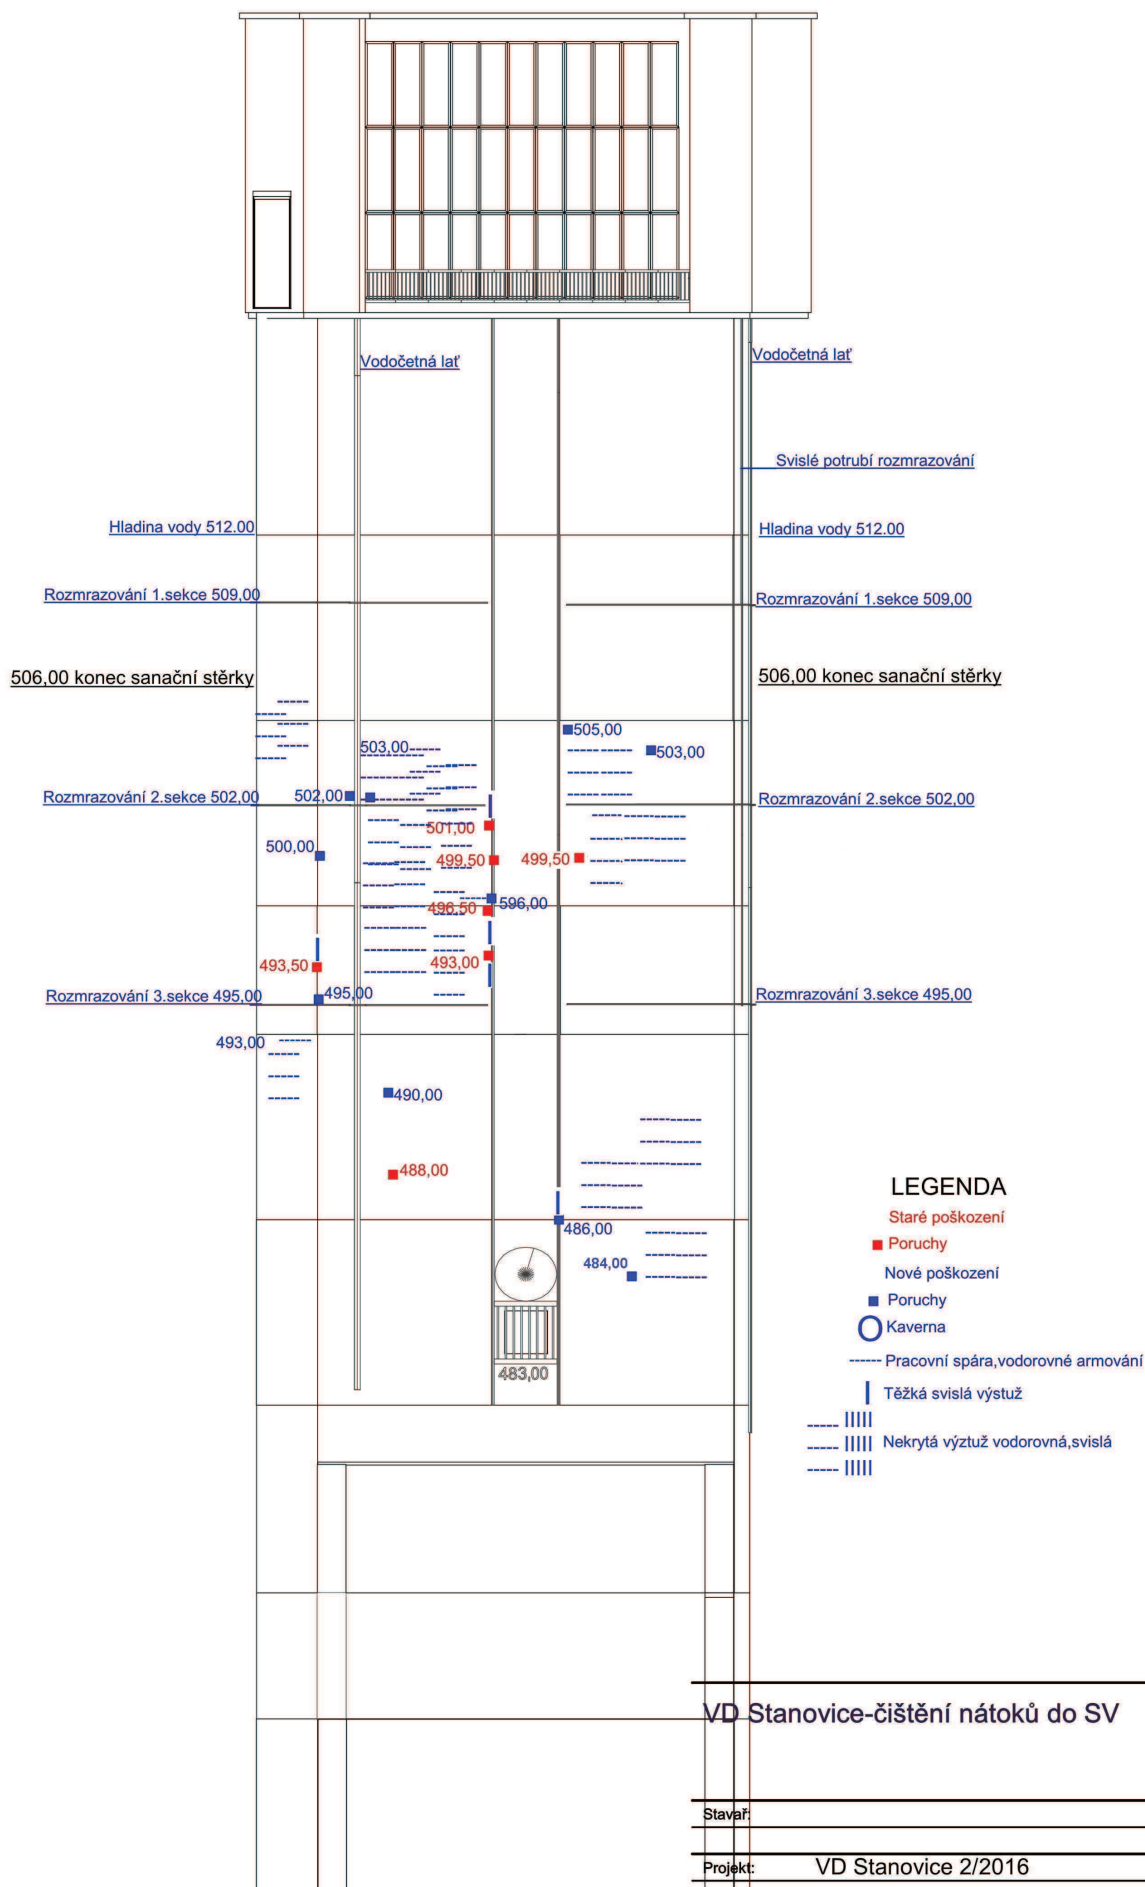 Vodočetná lať
Vodočetná lať
Svislé potrubí rozmrazování
Hladina vody 512.00
Hladina vody 512.00
Rozmrazování 1.sekce 509,00
Rozmrazování 1.sekce 509,00
506,00 konec sanační stěrky
506,00 konec sanační stěrky
505,00
503,00
503,00
Rozmrazování 2.sekce 502,00
502,00
Rozmrazování 2.sekce 502,00
501,00
500,00
499,50
499,50
596,00
496,50
493,50
493,00
Rozmrazování 3.sekce 495,00
495,00
Rozmrazování 3.sekce 495,00
493,00
490,00
488,00
486,00
484,00
483,00
LEGENDA
Staré poškození
Poruchy
Nové poškození
Poruchy
Kaverna
Pracovní spára,vodorovné armování
Těžká svislá výstuž
Nekrytá výztuž vodorovná,svislá
VD Stanovice-čištění nátoků do SV
Stavař:
Projekt: VD Stanovice 2/2016